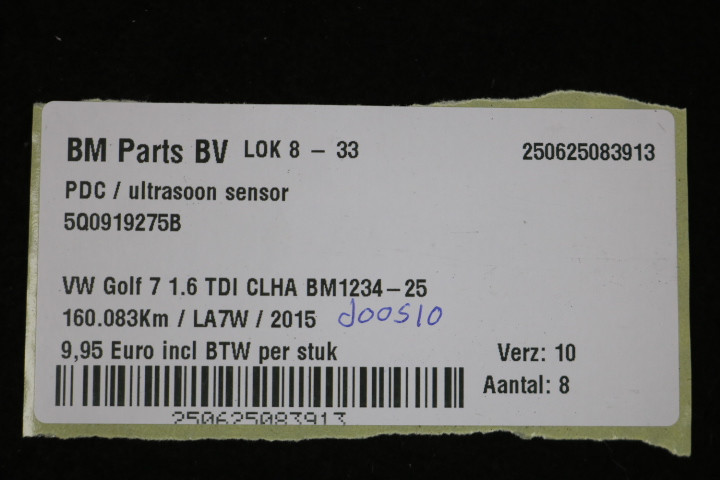 BM Parts BV LOK 8 - 33 250625083913
PDC / ultrasoon sensor
5Q0919275B
VW Golf 7 1.6 TDI CLHA BM1234-25
160.083Km / LA7W / 2015 doos10
9,95 Euro incl BTW per stuk Verz: 10
Aantal: 8
250625083913